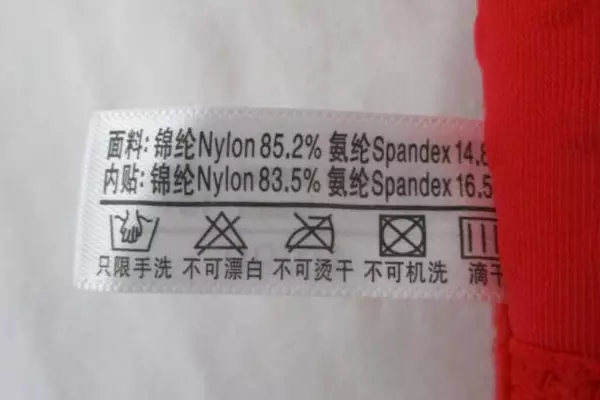 面料: 锦纶Nylon 85.2% 氨纶Spandex 14.8
内贴: 锦纶Nylon 83.5% 氨纶Spandex 16.5
只限手洗 不可漂白 不可烫干 不可机洗 滴干